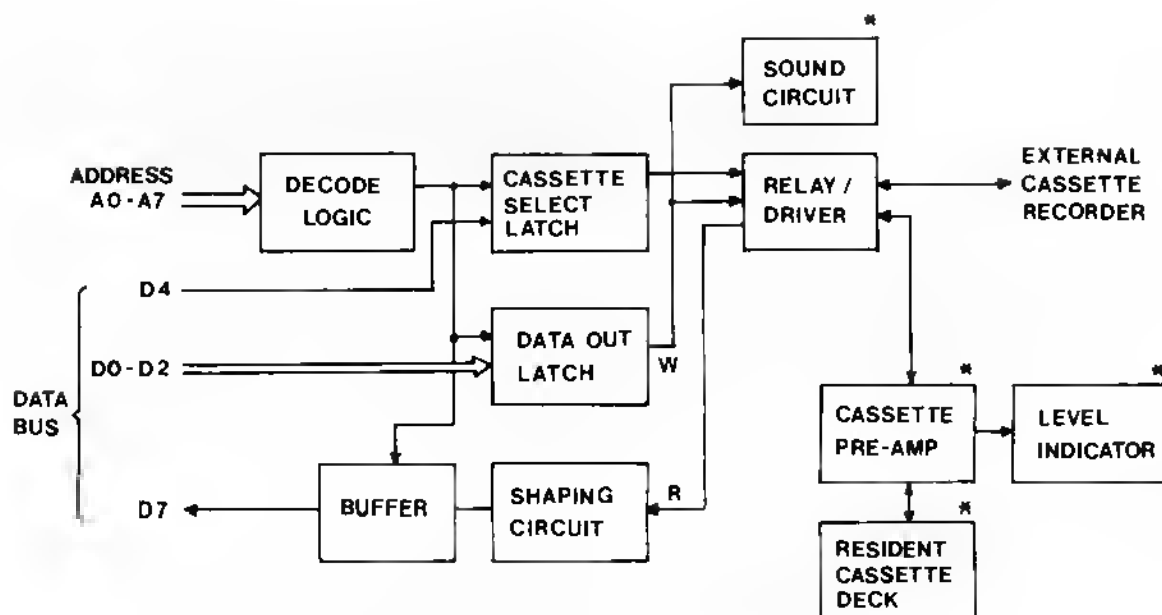 *
SOUND
CIRCUIT
ADDRESS
A0-A7
DECODE
LOGIC
CASSETTE
SELECT
LATCH
RELAY /
DRIVER
EXTERNAL
CASSETTE
RECORDER
D4
D0-D2
DATA OUT
LATCH
W
DATA
BUS
*
CASSETTE
PRE-AMP
*
LEVEL
INDICATOR
D7
BUFFER
SHAPING
CIRCUIT
R
*
RESIDENT
CASSETTE
DECK